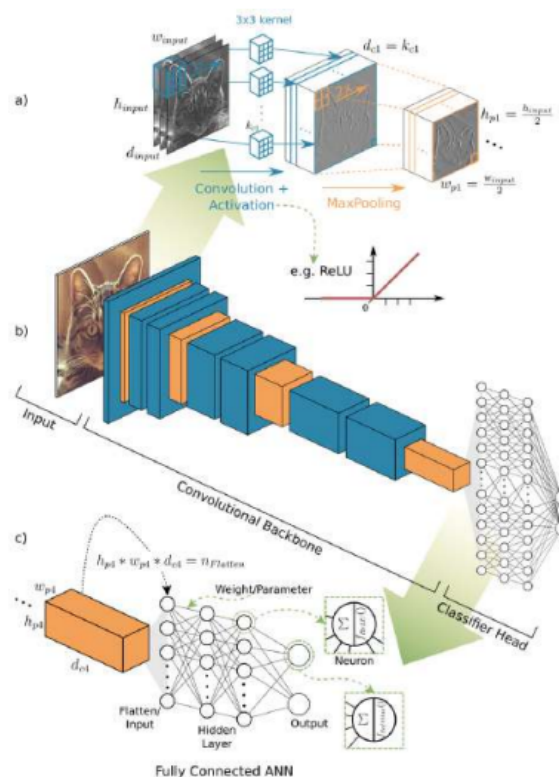 3x3 kernel
w_input
d_c1 = k_c1
a)
h_input
k_c1
h_p1 = h_input/2
d_input
Convolution +
Activation
MaxPooling
w_p1 = w_input/2
e.g. ReLU
0
b)
Input
Convolutional Backbone
Classifier Head
c)
h_p4 * w_p4 * d_c4 = n_Flatten
w_p4
Weight/Parameter
h_p4
d_c4
Σ
Neuron
Flatten/
Input
Hidden
Layer
Output
Σ
Fully Connected ANN